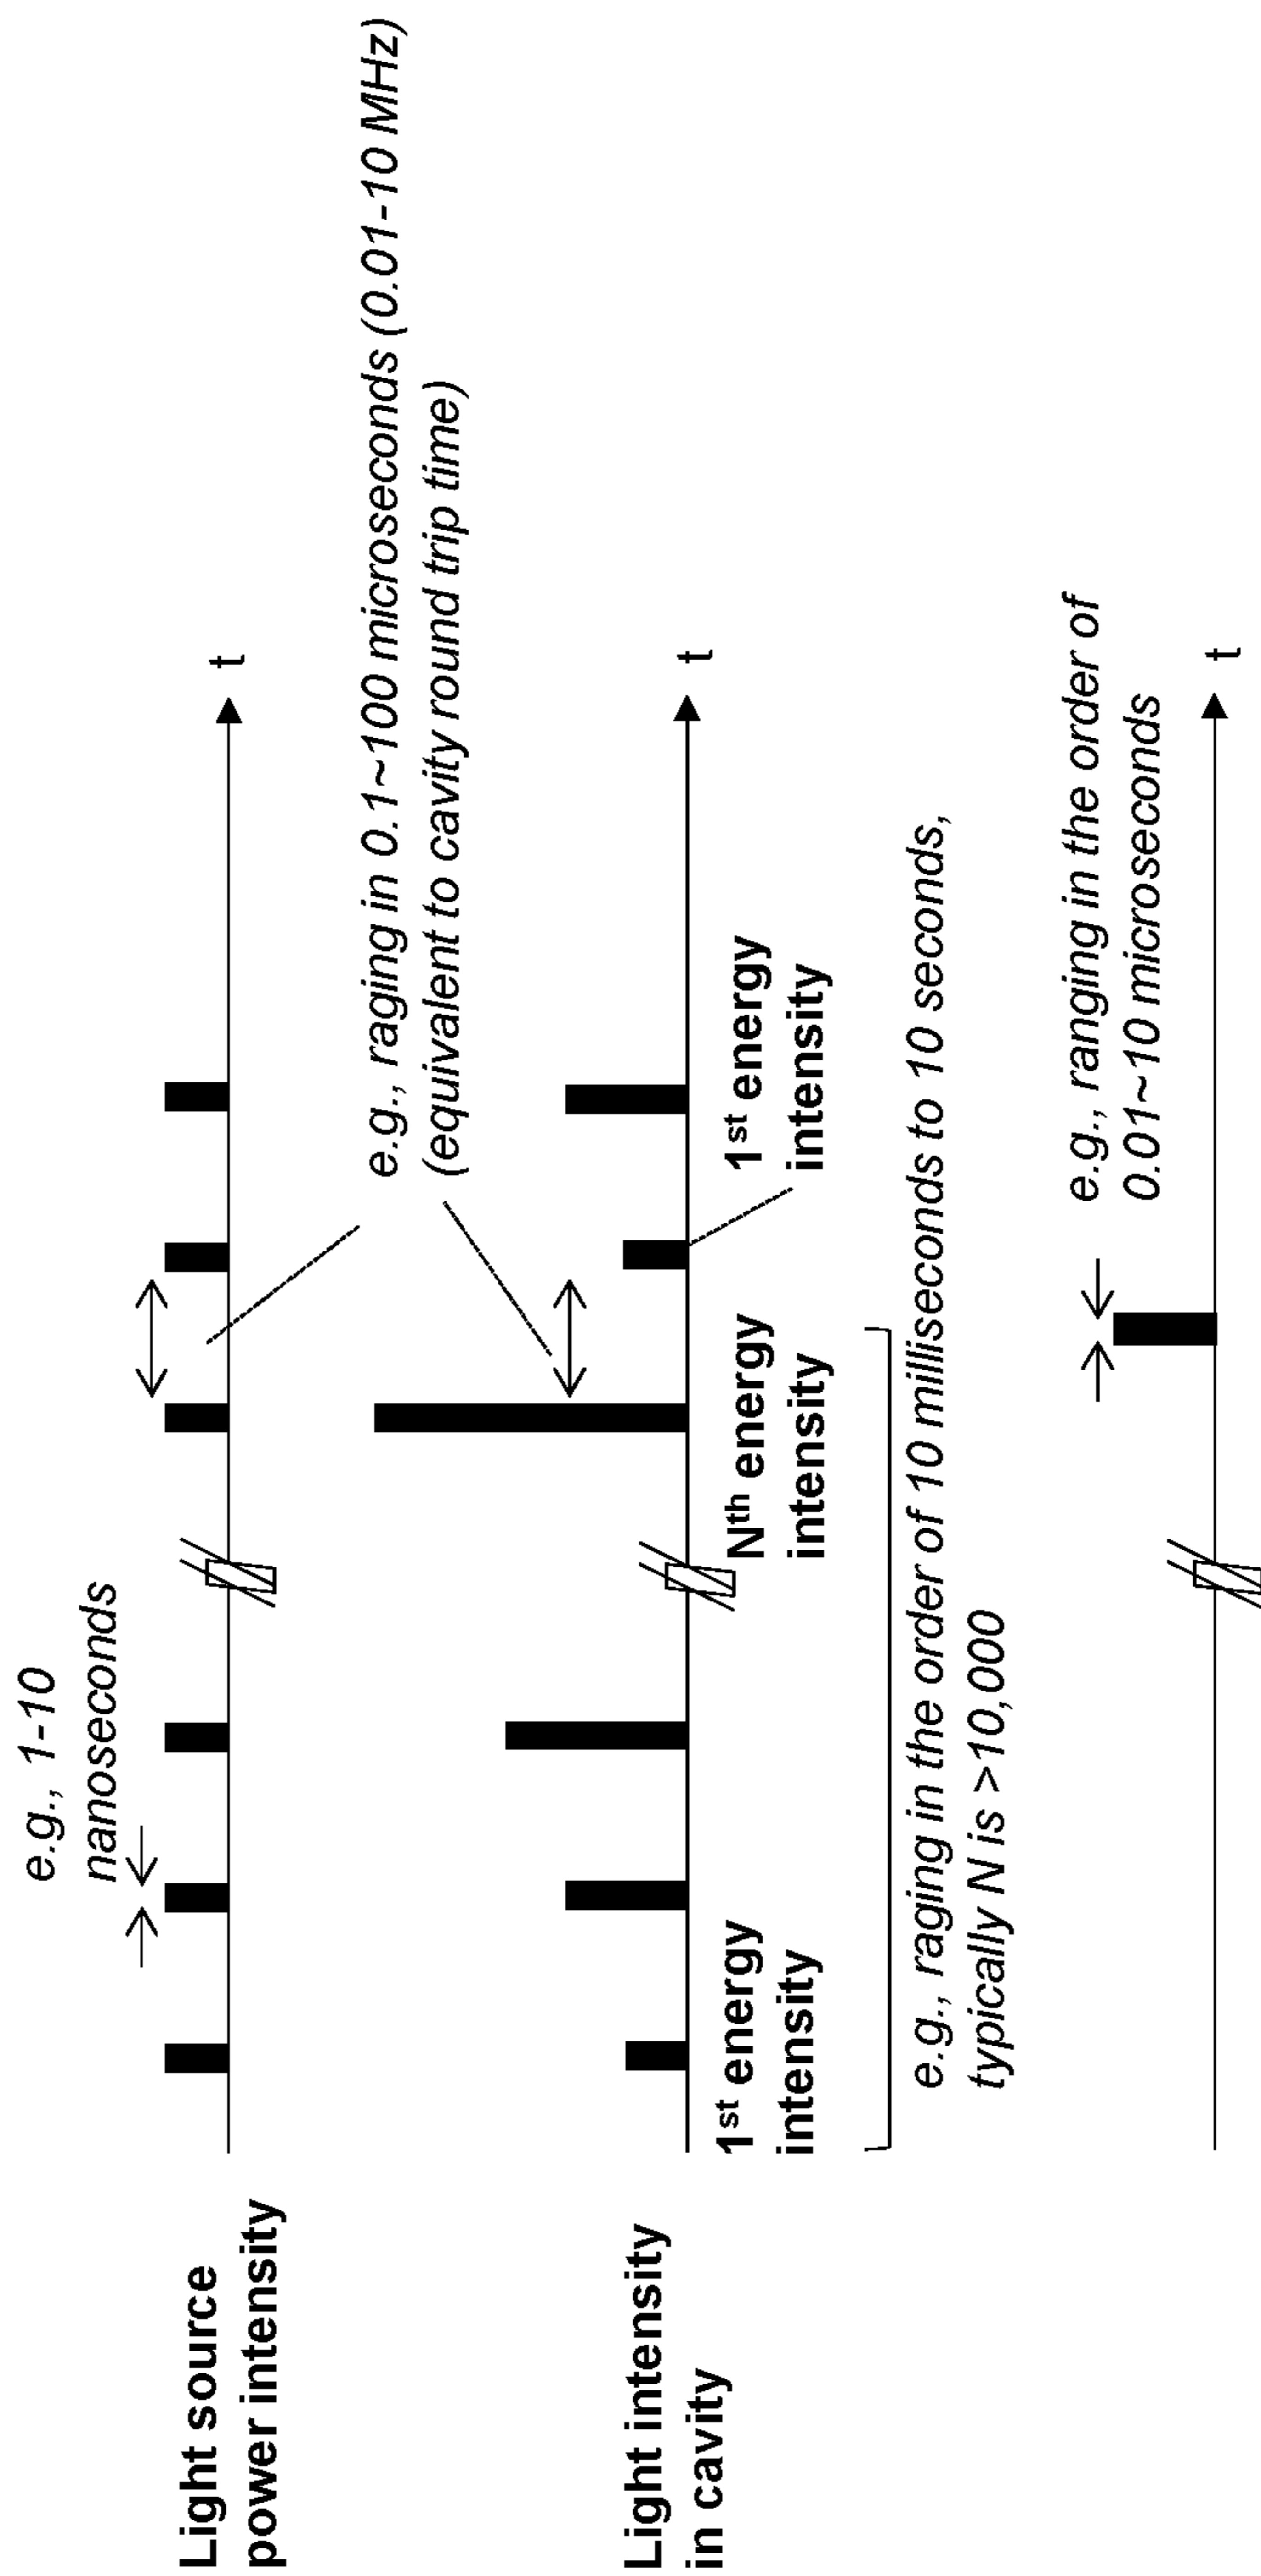 e.g., 1-10
nanoseconds
Light source
power intensity
t
e.g., raging in 0.1~100 microseconds (0.01-10 MHz)
(equivalent to cavity round trip time)
Light intensity
in cavity
t
1st energy
intensity
Nth energy
intensity
1st energy
intensity
e.g., raging in the order of 10 milliseconds to 10 seconds,
typically N is >10,000
e.g., ranging in the order of
0.01~10 microseconds
t